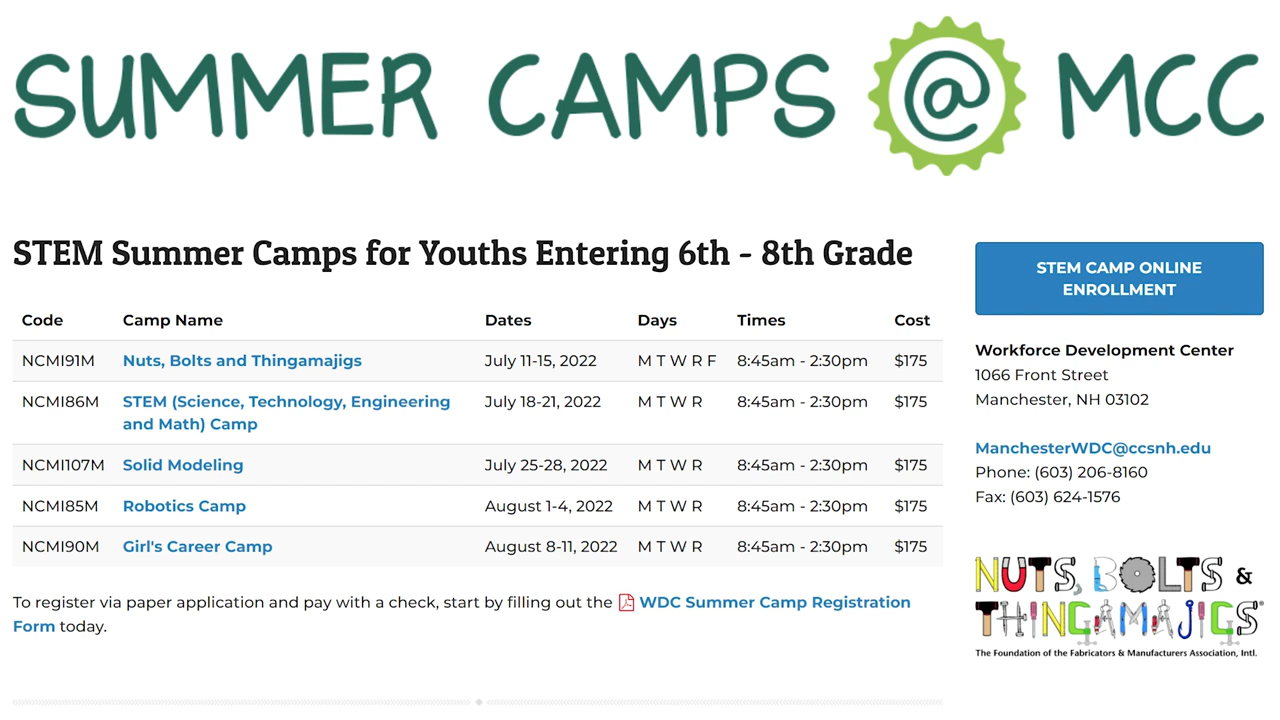 SUMMER CAMPS @ MCC
STEM Summer Camps for Youths Entering 6th - 8th Grade
Code Camp Name Dates Days Times Cost
NCMI91M Nuts, Bolts and Thingamajigs July 11-15, 2022 M T W R F 8:45am - 2:30pm $175
NCMI86M STEM (Science, Technology, Engineering July 18-21, 2022 M T W R 8:45am - 2:30pm $175
and Math) Camp
NCMI107M Solid Modeling July 25-28, 2022 M T W R 8:45am - 2:30pm $175
NCMI85M Robotics Camp August 1-4, 2022 M T W R 8:45am - 2:30pm $175
NCMI90M Girl's Career Camp August 8-11, 2022 M T W R 8:45am - 2:30pm $175
To register via paper application and pay with a check, start by filling out the WDC Summer Camp Registration
Form today.
STEM CAMP ONLINE
ENROLLMENT
Workforce Development Center
1066 Front Street
Manchester, NH 03102
ManchesterWDC@ccsnh.edu
Phone: (603) 206-8160
Fax: (603) 624-1576
NUTS, BOLTS &
THINGAMAJIGS®
The Foundation of the Fabricators & Manufacturers Association, Intl.